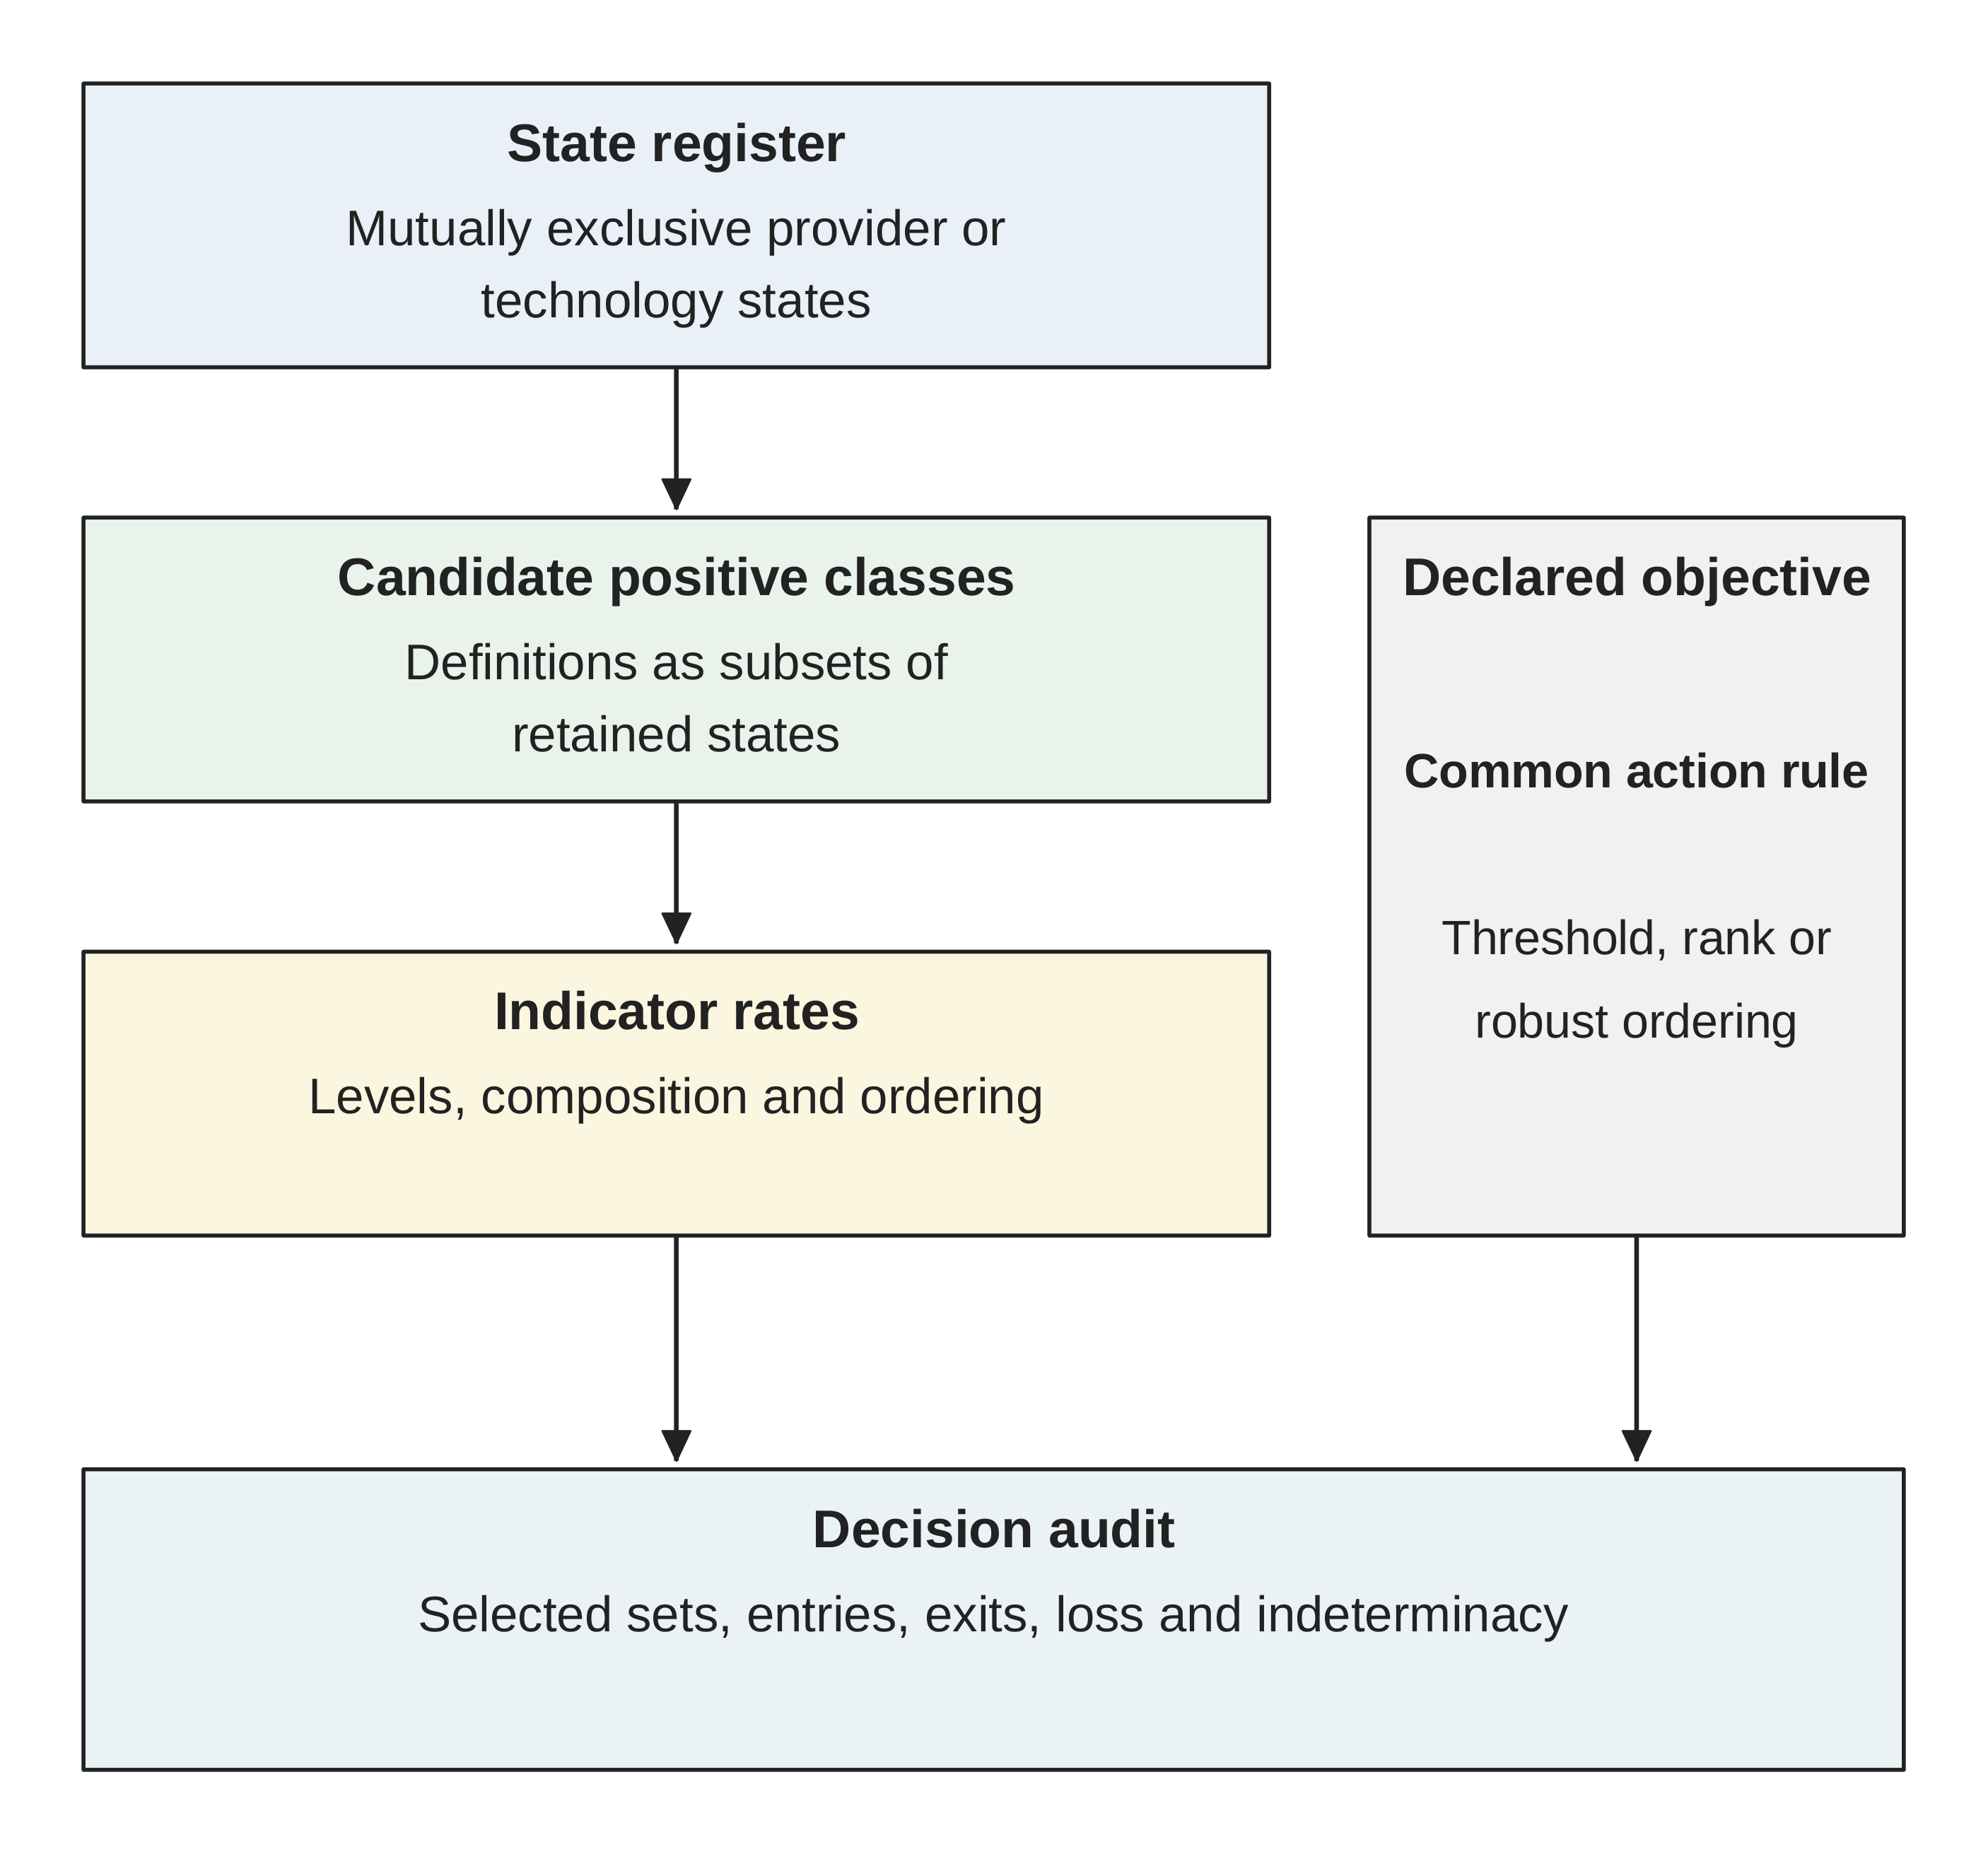 State register
Mutually exclusive provider or
technology states
Candidate positive classes
Definitions as subsets of
retained states
Declared objective
Common action rule
Threshold, rank or
robust ordering
Indicator rates
Levels, composition and ordering
Decision audit
Selected sets, entries, exits, loss and indeterminacy